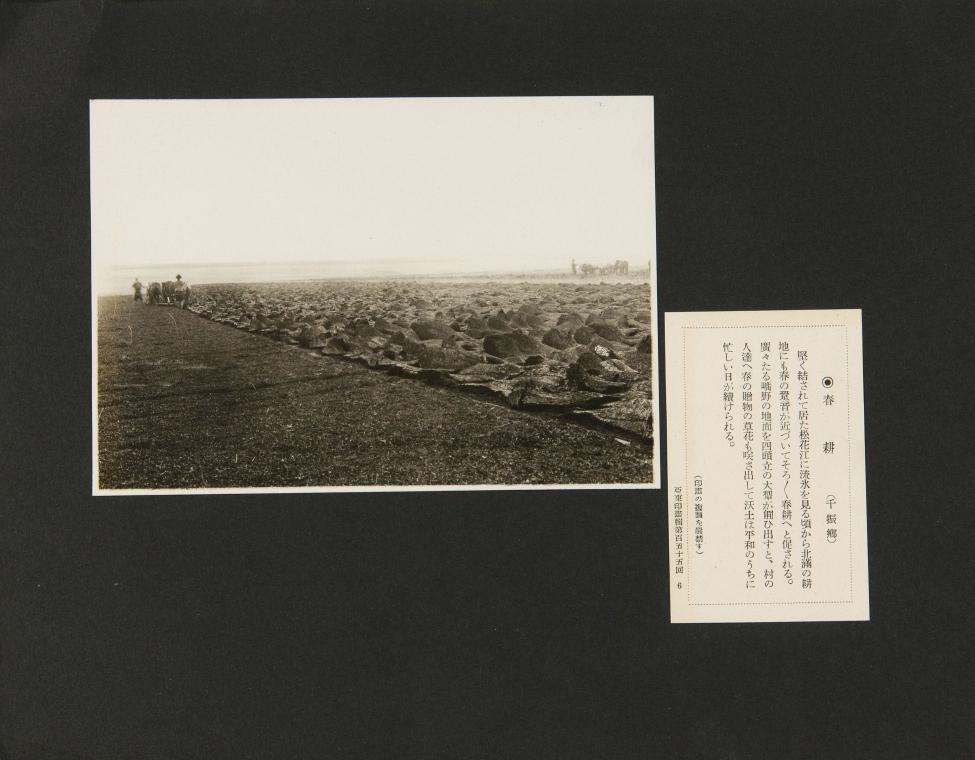 ◉春耕 (千振鄕)
堅く結されて居た松花江に流氷を見る頃から北滿の耕
地にも春の跫音が近づいてそろ〳〵春耕へと促される。
廣々たる曠野の地面を四頭立の大犂が匍ひ出すと、村の
人達へ春の贈物の草花も咲き出して沃土は平和のうちに
忙しい日が續けられる。
(印畫の複製を嚴禁す)
亞東印畫輯第百五十五回 6